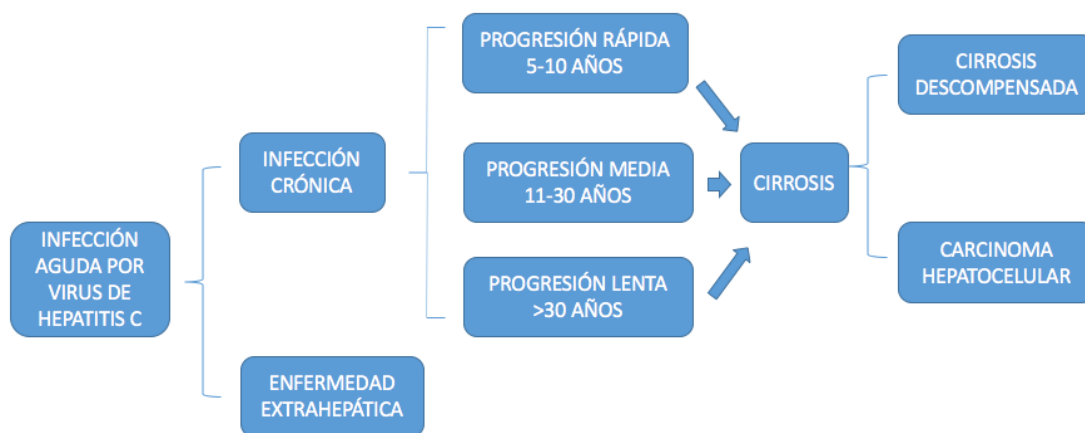 INFECCIÓN
AGUDA POR
VIRUS DE
HEPATITIS C
INFECCIÓN
CRÓNICA
ENFERMEDAD
EXTRAHEPÁTICA
PROGRESIÓN RÁPIDA
5-10 AÑOS
PROGRESIÓN MEDIA
11-30 AÑOS
PROGRESIÓN LENTA
>30 AÑOS
CIRROSIS
CIRROSIS
DESCOMPENSADA
CARCINOMA
HEPATOCELULAR